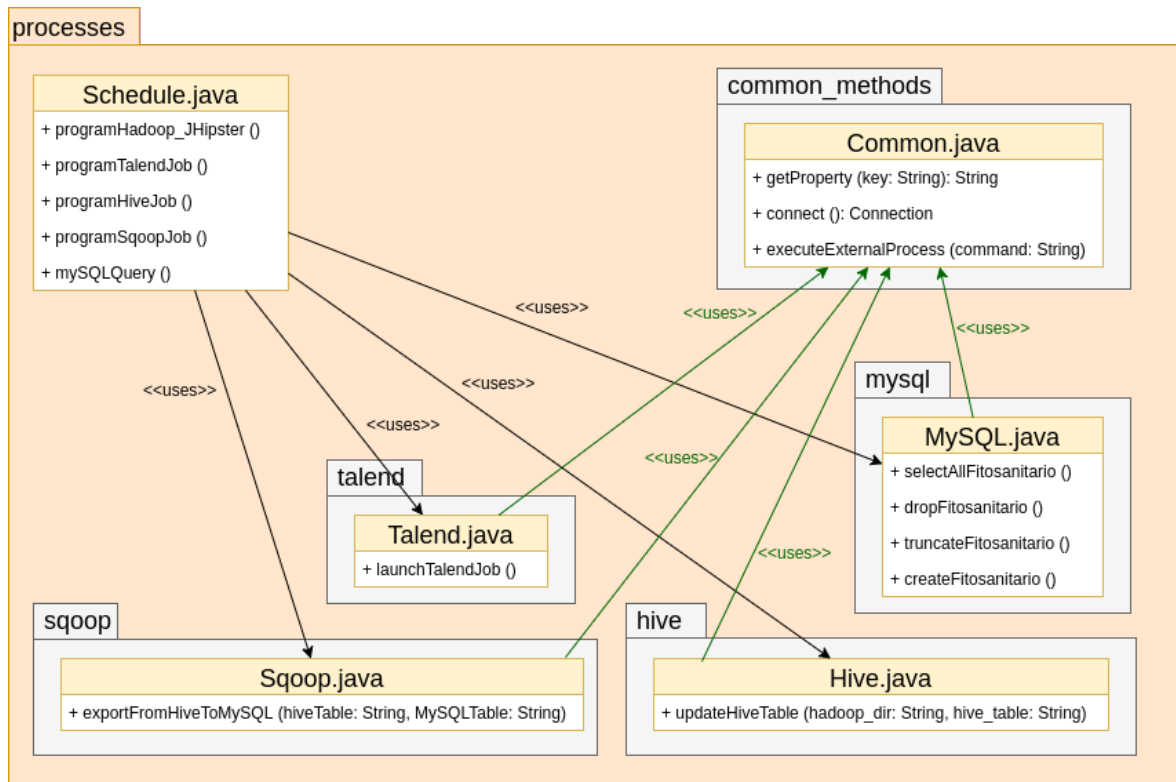 processes
Schedule.java
+ programHadoop_JHipster ()
+ programTalendJob ()
+ programHiveJob ()
+ programSqoopJob ()
+ mySQLQuery ()
common_methods
Common.java
+ getProperty (key: String): String
+ connect (): Connection
+ executeExternalProcess (command: String)
<<uses>>
<<uses>>
<<uses>>
<<uses>>
<<uses>>
<<uses>>
<<uses>>
<<uses>>
mysql
MySQL.java
+ selectAllFitosanitario ()
+ dropFitosanitario ()
+ truncateFitosanitario ()
+ createFitosanitario ()
talend
Talend.java
+ launchTalendJob ()
sqoop
Sqoop.java
+ exportFromHiveToMySQL (hiveTable: String, MySQLTable: String)
hive
Hive.java
+ updateHiveTable (hadoop_dir: String, hive_table: String)